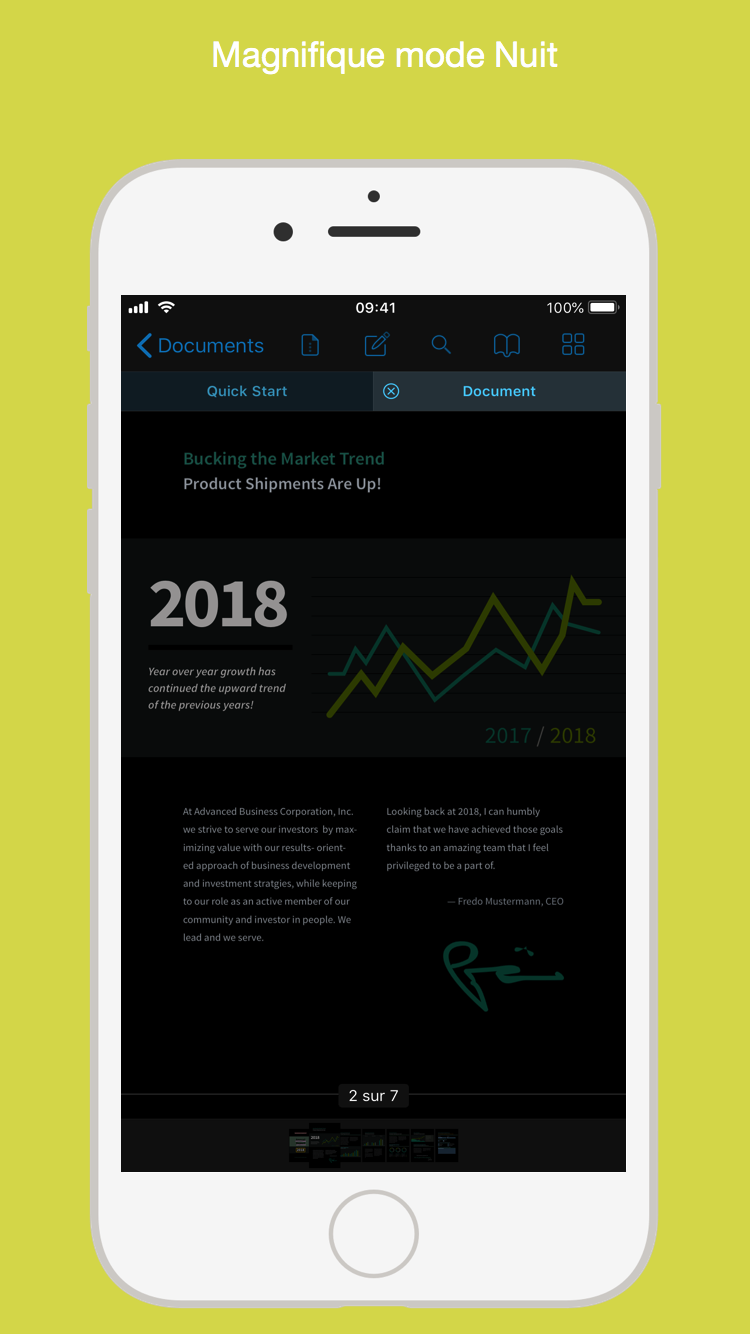 Magnifique mode Nuit
09:41
100%
Documents
Quick Start
Document
Bucking the Market Trend
Product Shipments Are Up!
2018
Year over year growth has
continued the upward trend
of the previous years!
2017 / 2018
At Advanced Business Corporation, Inc.
we strive to serve our investors by max-
imizing value with our results- orient-
ed approach of business development
and investment stratgies, while keeping
to our role as an active member of our
community and investor in people. We
lead and we serve.
Looking back at 2018, I can humbly
claim that we have achieved those goals
thanks to an amazing team that I feel
privileged to be a part of.
— Fredo Mustermann, CEO
2 sur 7